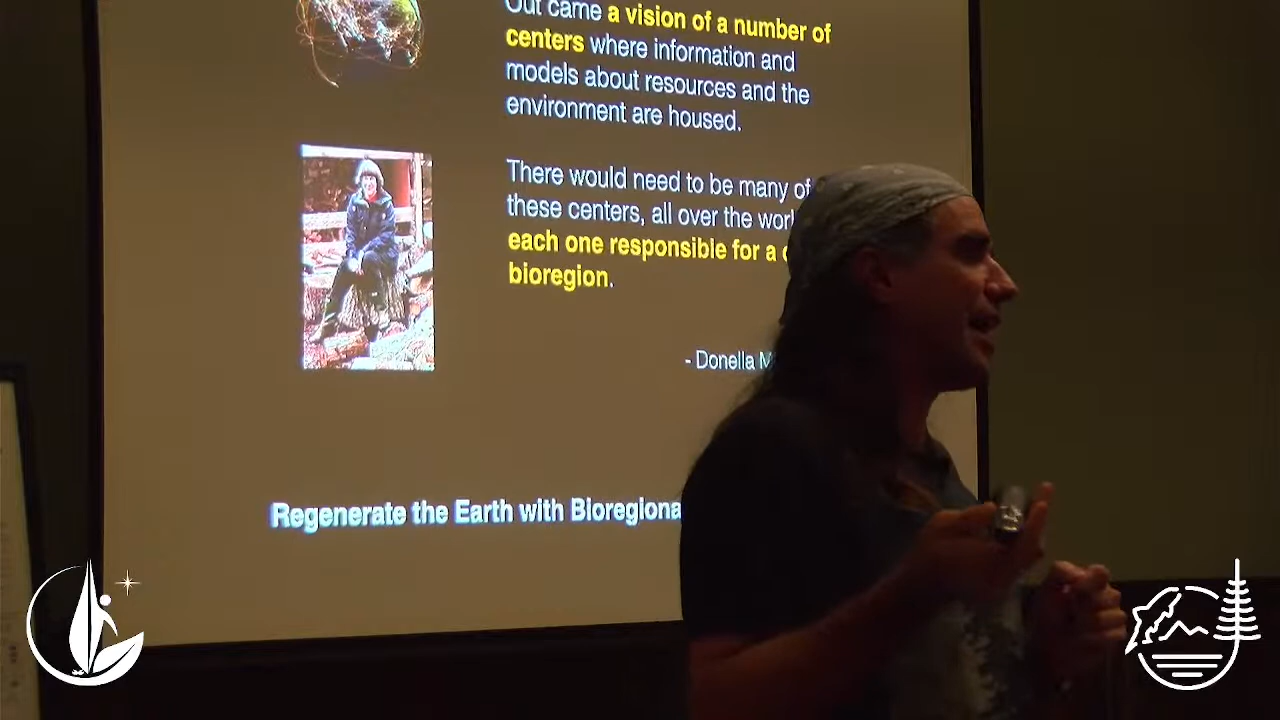 Out came a vision of a number of
centers where information and
models about resources and the
environment are housed.
There would need to be many of
these centers, all over the
each one responsible for a
bioregion.
- Donella
Regenerate the Earth with